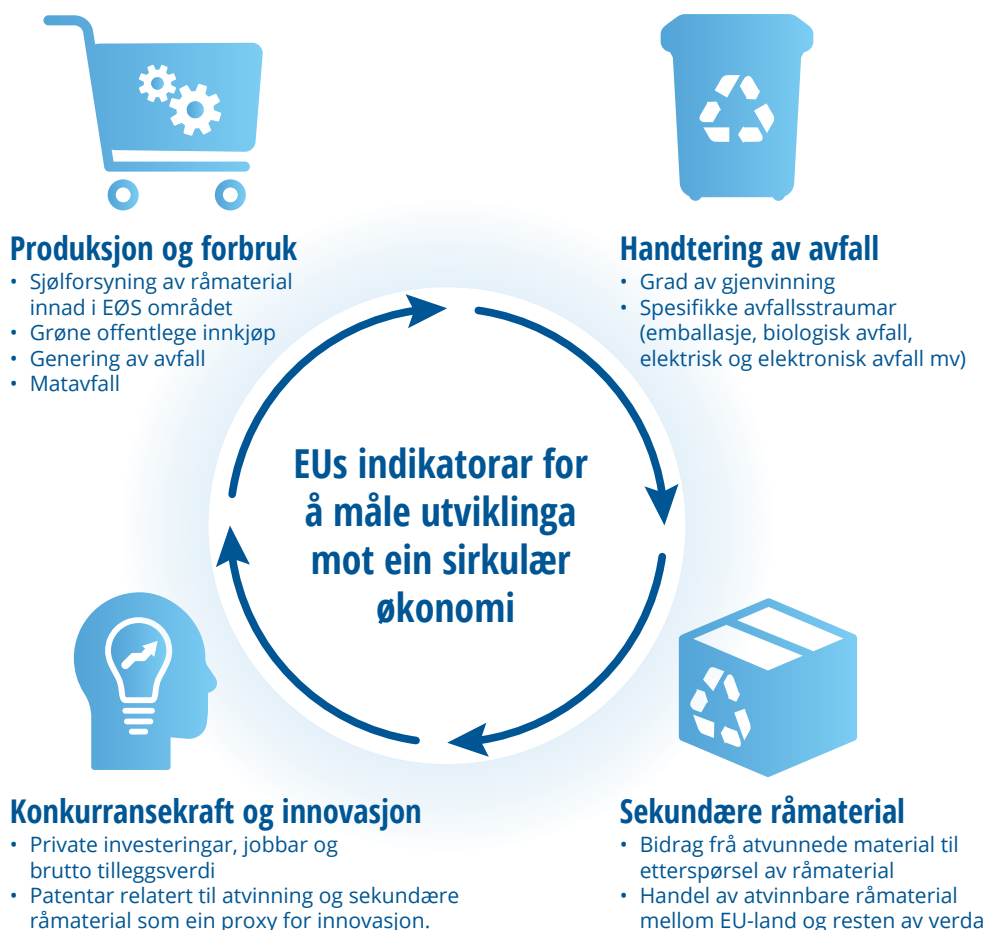 Produksjon og forbruk
• Sjølforsyning av råmaterial
innad i EØS området
• Grøne offentlege innkjøp
• Genering av avfall
• Matavfall
Handtering av avfall
• Grad av gjenvinning
• Spesifikke avfallsstraumar
(emballasje, biologisk avfall,
elektrisk og elektronisk avfall mv)
EUs indikatorar for
å måle utviklinga
mot ein sirkulær
økonomi
Konkurransekraft og innovasjon
• Private investeringar, jobbar og
brutto tilleggsverdi
• Patentar relatert til atvinning og sekundære
råmaterial som ein proxy for innovasjon.
Sekundære råmaterial
• Bidrag frå atvunnede material til
etterspørsel av råmaterial
• Handel av atvinnbare råmaterial
mellom EU-land og resten av verda